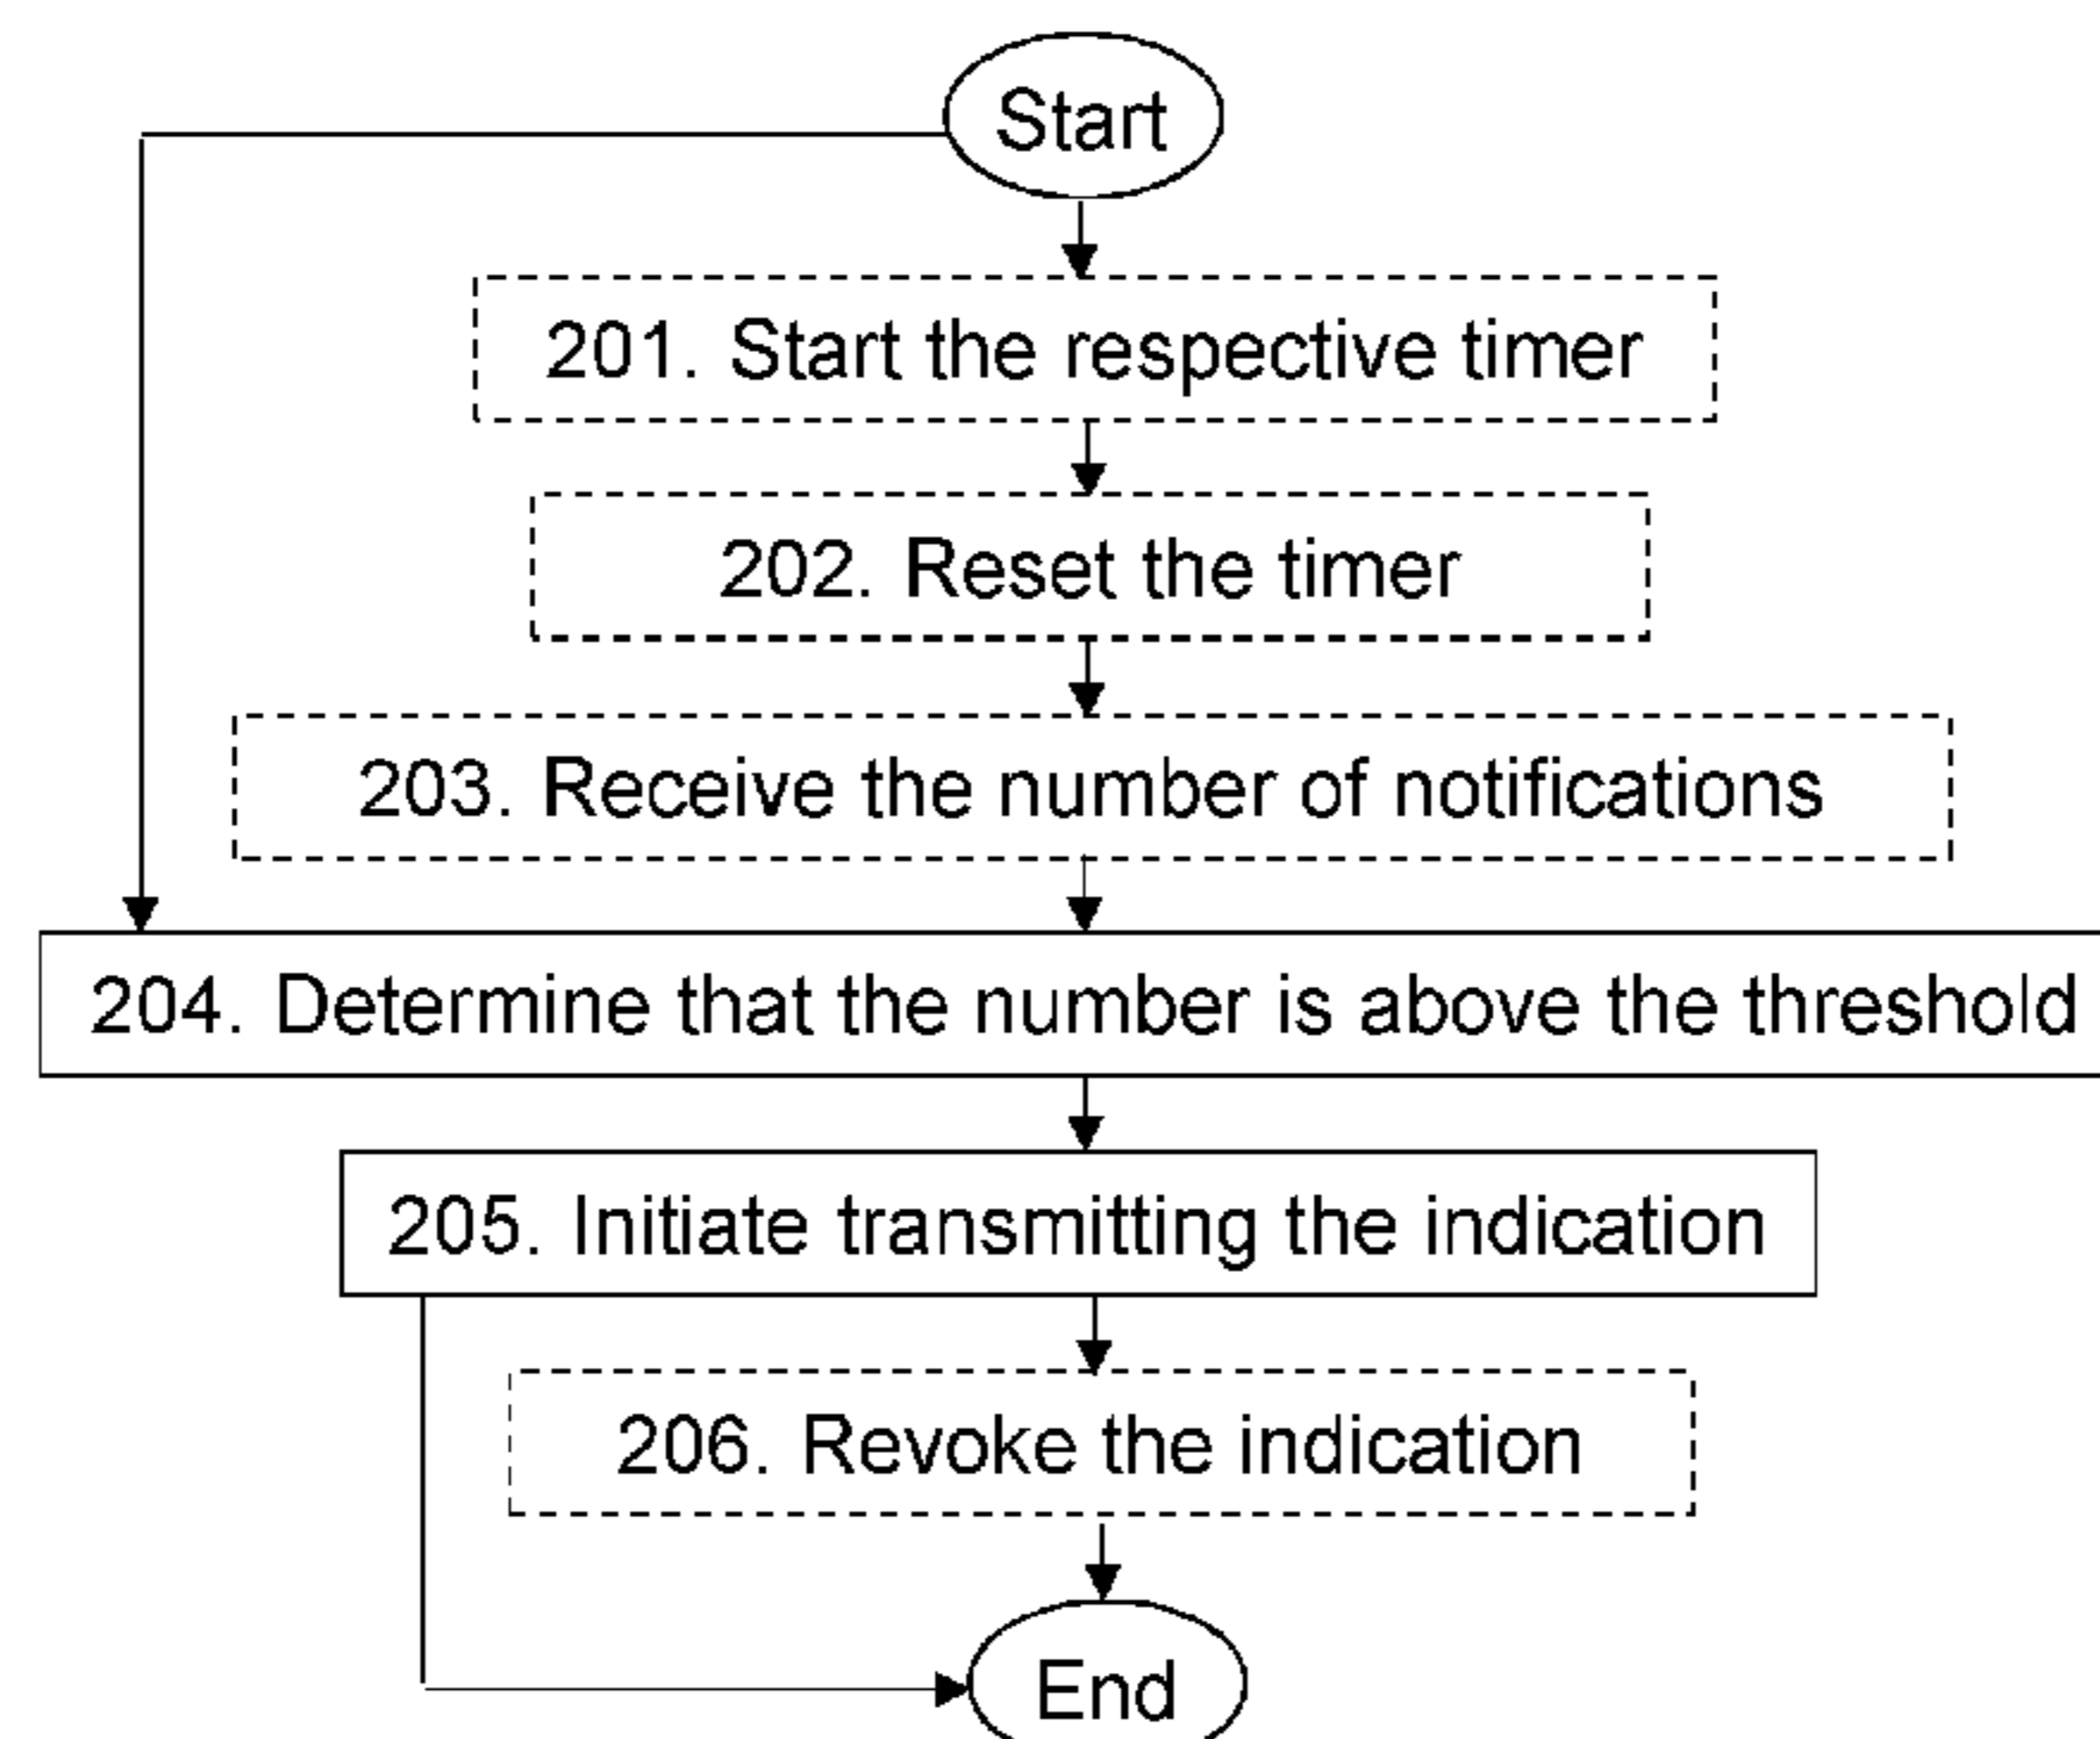 Start
201. Start the respective timer
202. Reset the timer
203. Receive the number of notifications
204. Determine that the number is above the threshold
205. Initiate transmitting the indication
206. Revoke the indication
End